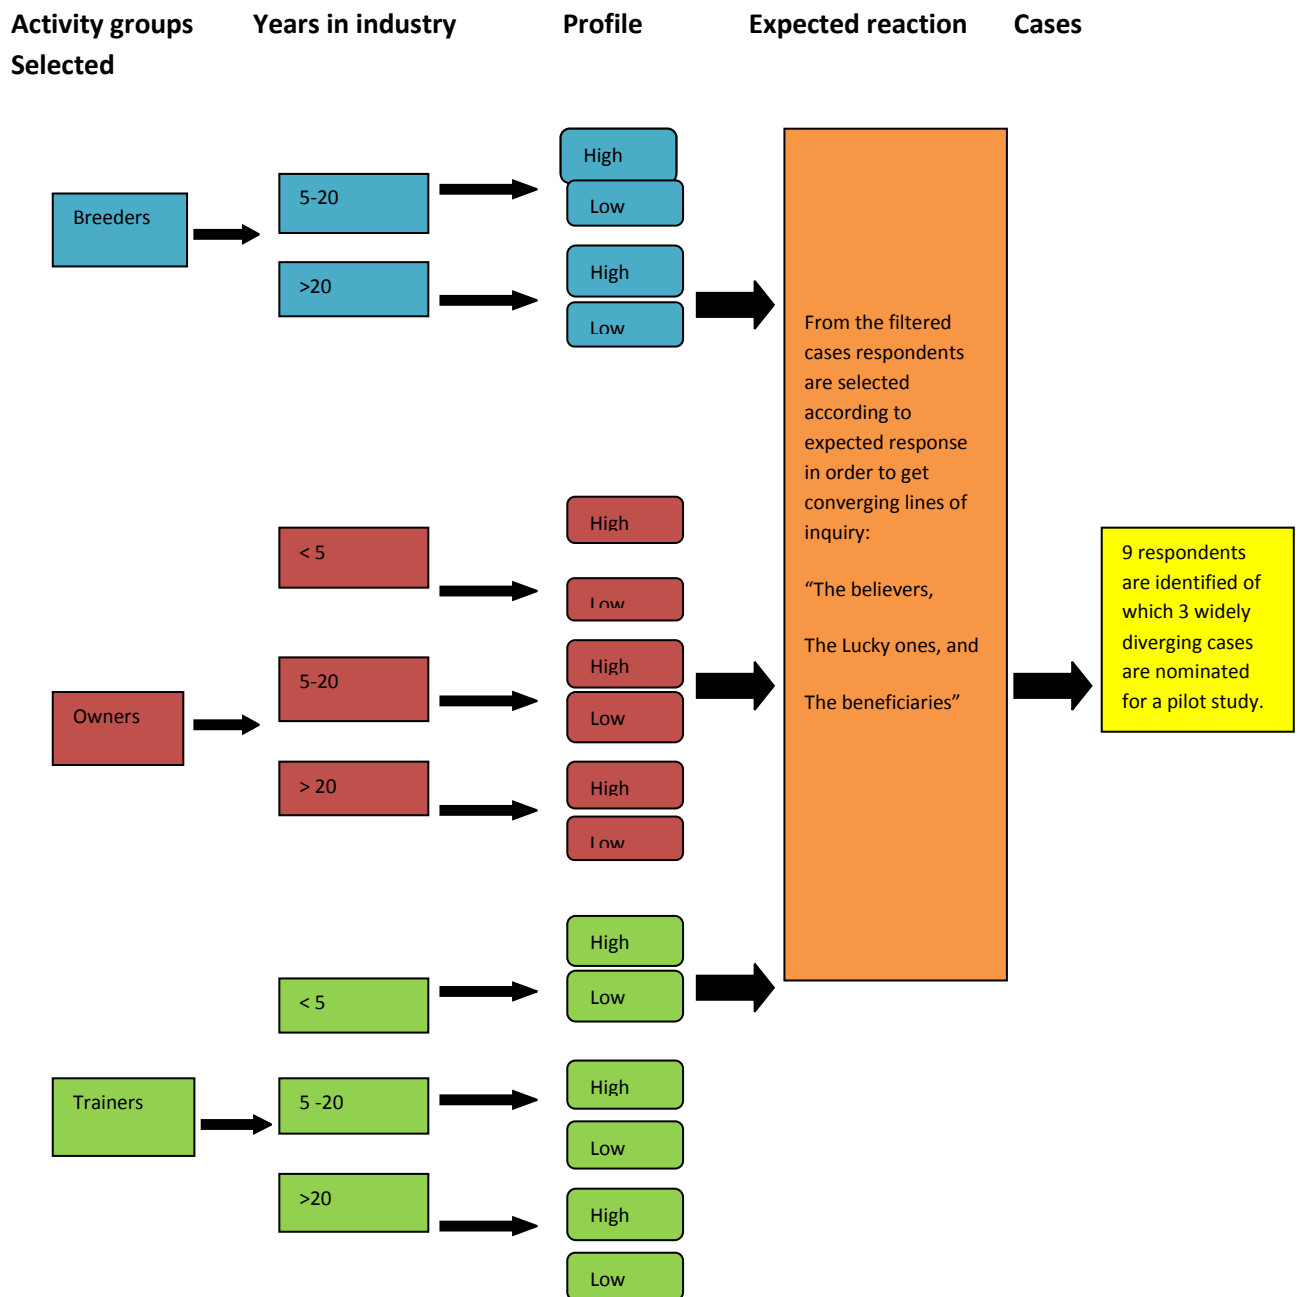 Activity groups Years in industry Profile Expected reaction Cases
Selected
Breeders
5-20
>20
High
Low
High
Low
Owners
< 5
5-20
> 20
High
Low
High
Low
High
Low
Trainers
< 5
5 -20
>20
High
Low
High
Low
High
Low
From the filtered
cases respondents
are selected
according to
expected response
in order to get
converging lines of
inquiry:
“The believers,
The Lucky ones, and
The beneficiaries”
9 respondents
are identified of
which 3 widely
diverging cases
are nominated
for a pilot study.